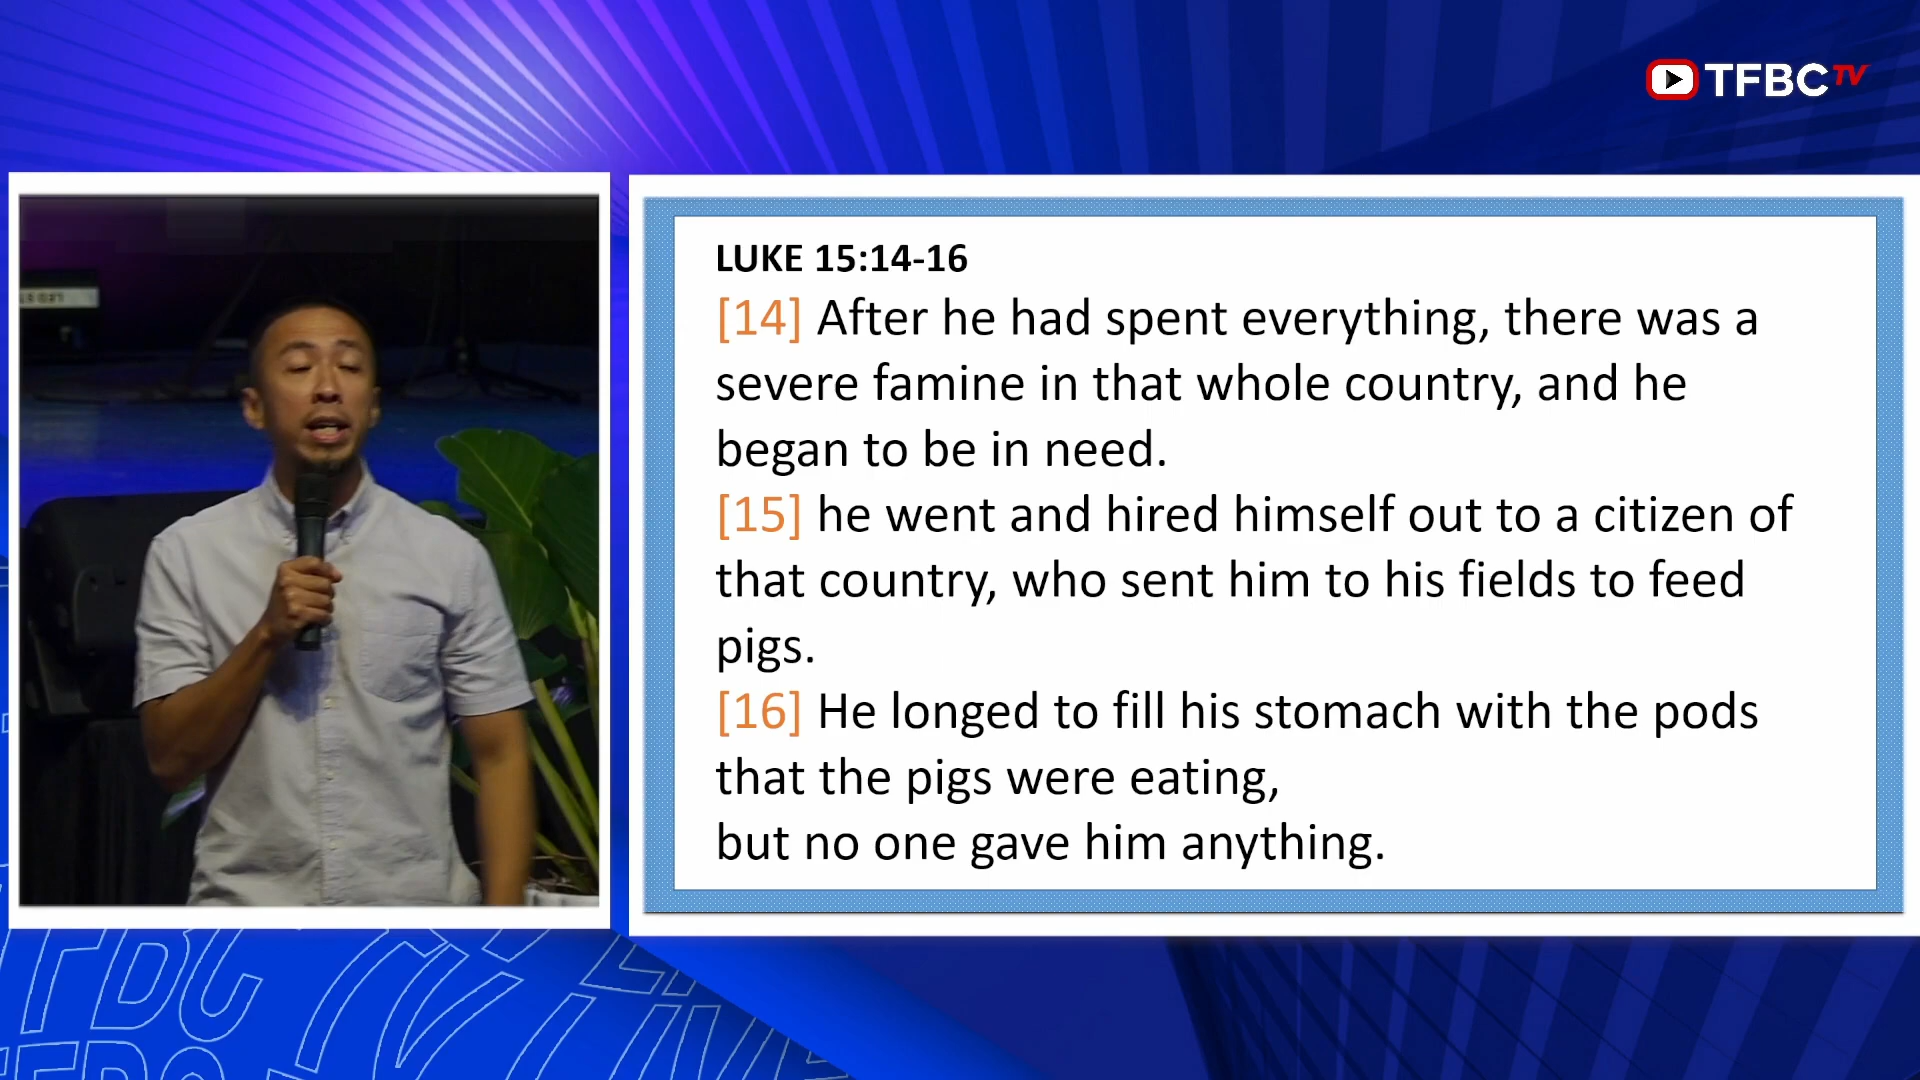 TFBC TV
LUKE 15:14-16
[14] After he had spent everything, there was a
severe famine in that whole country, and he
began to be in need.
[15] he went and hired himself out to a citizen of
that country, who sent him to his fields to feed
pigs.
[16] He longed to fill his stomach with the pods
that the pigs were eating,
but no one gave him anything.
TFBC TV LIVE